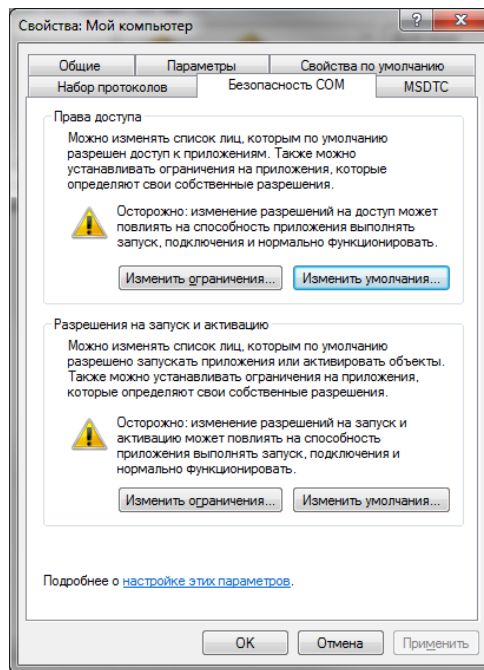 Свойства: Мой компьютер
Общие
Параметры
Свойства по умолчанию
Набор протоколов
Безопасность COM
MSDTC
Права доступа
Можно изменять список лиц, которым по умолчанию
разрешен доступ к приложениям. Также можно
устанавливать ограничения на приложения, которые
определяют свои собственные разрешения.
Осторожно: изменение разрешений на доступ может
повлиять на способность приложения выполнять
запуск, подключения и нормально функционировать.
Изменить ограничения...
Изменить умолчания...
Разрешения на запуск и активацию
Можно изменять список лиц, которым по умолчанию
разрешено запускать приложения или активировать объекты.
Также можно устанавливать ограничения на приложения,
которые определяют свои собственные разрешения.
Осторожно: изменение разрешений на запуск и
активацию может повлиять на способность
приложения выполнять запуск, подключения и
нормально функционировать.
Изменить ограничения...
Изменить умолчания...
Подробнее о настройке этих параметров.
ОК
Отмена
Применить